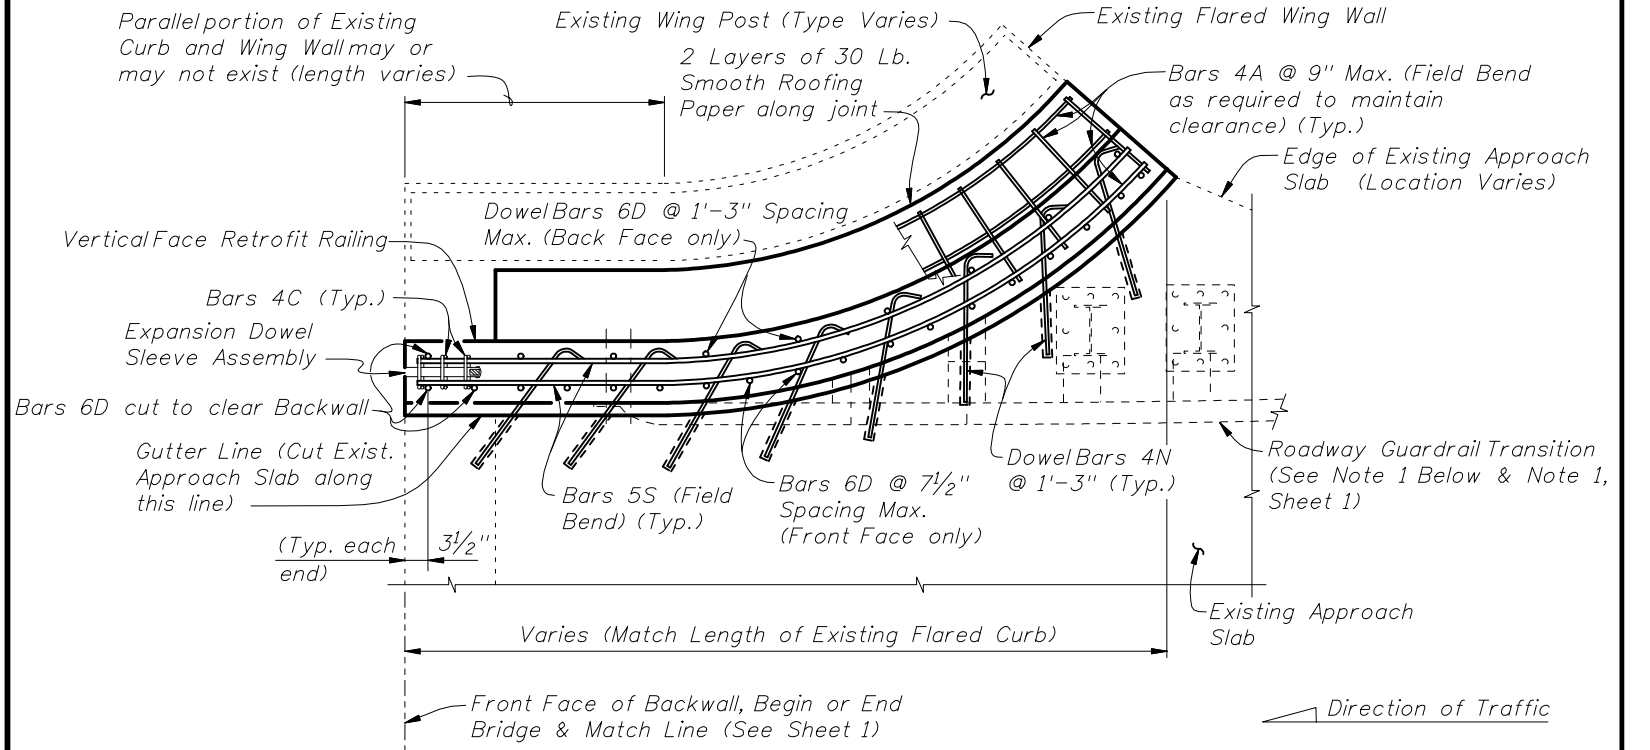 Parallel portion of Existing
Curb and Wing Wall may or
may not exist (length varies)
Existing Wing Post (Type Varies)
2 Layers of 30 Lb.
Smooth Roofing
Paper along joint
Existing Flared Wing Wall
Bars 4A @ 9" Max. (Field Bend
as required to maintain
clearance) (Typ.)
Edge of Existing Approach
Slab (Location Varies)
Dowel Bars 6D @ 1'-3" Spacing
Max. (Back Face only)
Vertical Face Retrofit Railing
Bars 4C (Typ.)
Expansion Dowel
Sleeve Assembly
Bars 6D cut to clear Backwall
Gutter Line (Cut Exist.
Approach Slab along
this line)
Bars 5S (Field
Bend) (Typ.)
Bars 6D @ 7½"
Spacing Max.
(Front Face only)
Dowel Bars 4N
@ 1'-3" (Typ.)
Roadway Guardrail Transition
(See Note 1 Below & Note 1,
Sheet 1)
(Typ. each
end)
3½"
Existing Approach
Slab
Varies (Match Length of Existing Flared Curb)
Front Face of Backwall, Begin or End
Bridge & Match Line (See Sheet 1)
Direction of Traffic